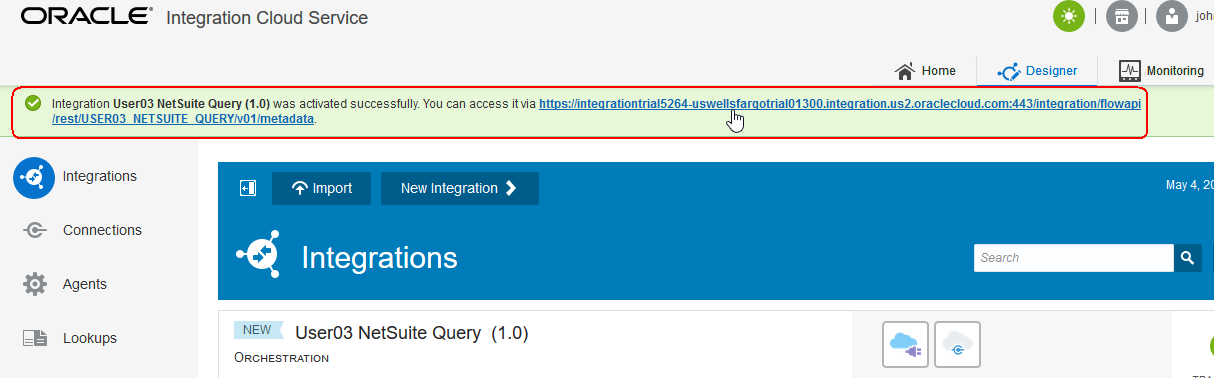 ORACLE® Integration Cloud Service
joh
Home Designer Monitoring
Integration User03 NetSuite Query (1.0) was activated successfully. You can access it via https://integrationtrial5264-uswellsfargotrial01300.integration.us2.oraclecloud.com:443/integration/flowapi
/rest/USER03_NETSUITE_QUERY/v01/metadata.
Integrations
Import New Integration
May 4, 20
Connections
Integrations
Search
Agents
NEW User03 NetSuite Query (1.0)
Lookups
ORCHESTRATION